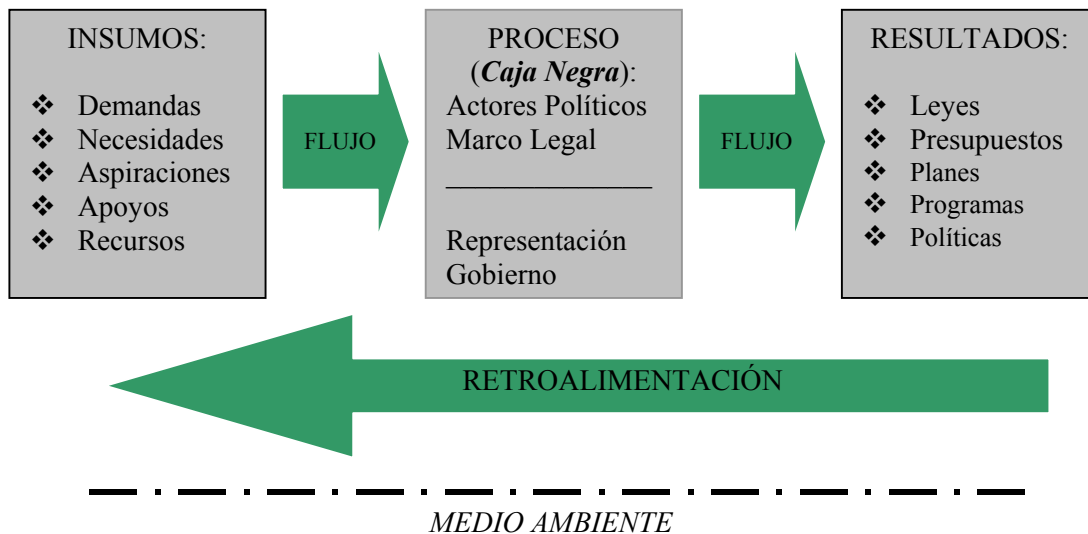 INSUMOS:
❖ Demandas
❖ Necesidades
❖ Aspiraciones
❖ Apoyos
❖ Recursos
FLUJO
PROCESO
(Caja Negra):
Actores Políticos
Marco Legal
_______________
Representación
Gobierno
FLUJO
RESULTADOS:
❖ Leyes
❖ Presupuestos
❖ Planes
❖ Programas
❖ Políticas
RETROALIMENTACIÓN
MEDIO AMBIENTE